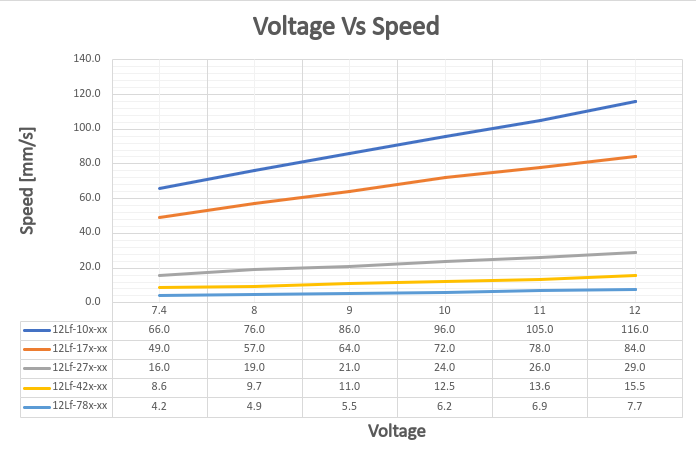 Voltage Vs Speed
Speed [mm/s]
140.0
120.0
100.0
80.0
60.0
40.0
20.0
0.0
7.4 8 9 10 11 12
12Lf-10x-xx 66.0 76.0 86.0 96.0 105.0 116.0
12Lf-17x-xx 49.0 57.0 64.0 72.0 78.0 84.0
12Lf-27x-xx 16.0 19.0 21.0 24.0 26.0 29.0
12Lf-42x-xx 8.6 9.7 11.0 12.5 13.6 15.5
12Lf-78x-xx 4.2 4.9 5.5 6.2 6.9 7.7
Voltage